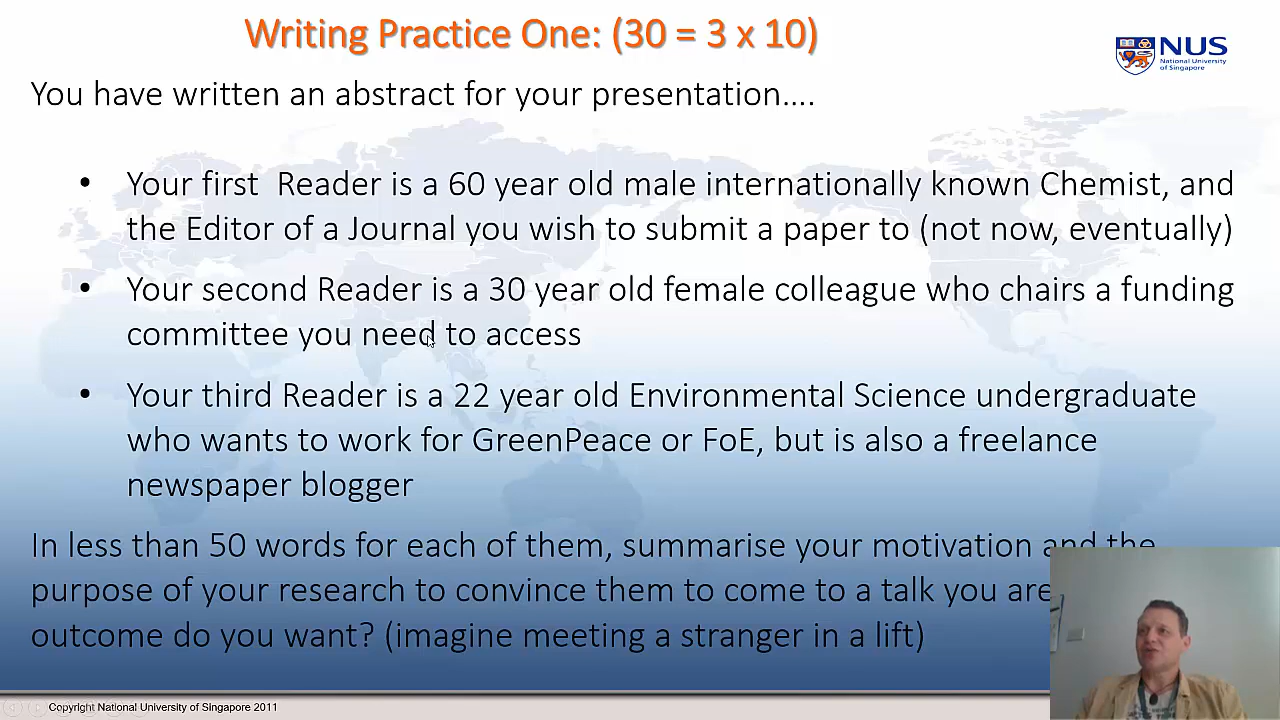 Writing Practice One: (30 = 3 x 10)
NUS
National University
of Singapore
You have written an abstract for your presentation....
• Your first Reader is a 60 year old male internationally known Chemist, and
the Editor of a Journal you wish to submit a paper to (not now, eventually)
• Your second Reader is a 30 year old female colleague who chairs a funding
committee you need to access
• Your third Reader is a 22 year old Environmental Science undergraduate
who wants to work for GreenPeace or FoE, but is also a freelance
newspaper blogger
In less than 50 words for each of them, summarise your motivation and the
purpose of your research to convince them to come to a talk you are
outcome do you want? (imagine meeting a stranger in a lift)
Copyright National University of Singapore 2011